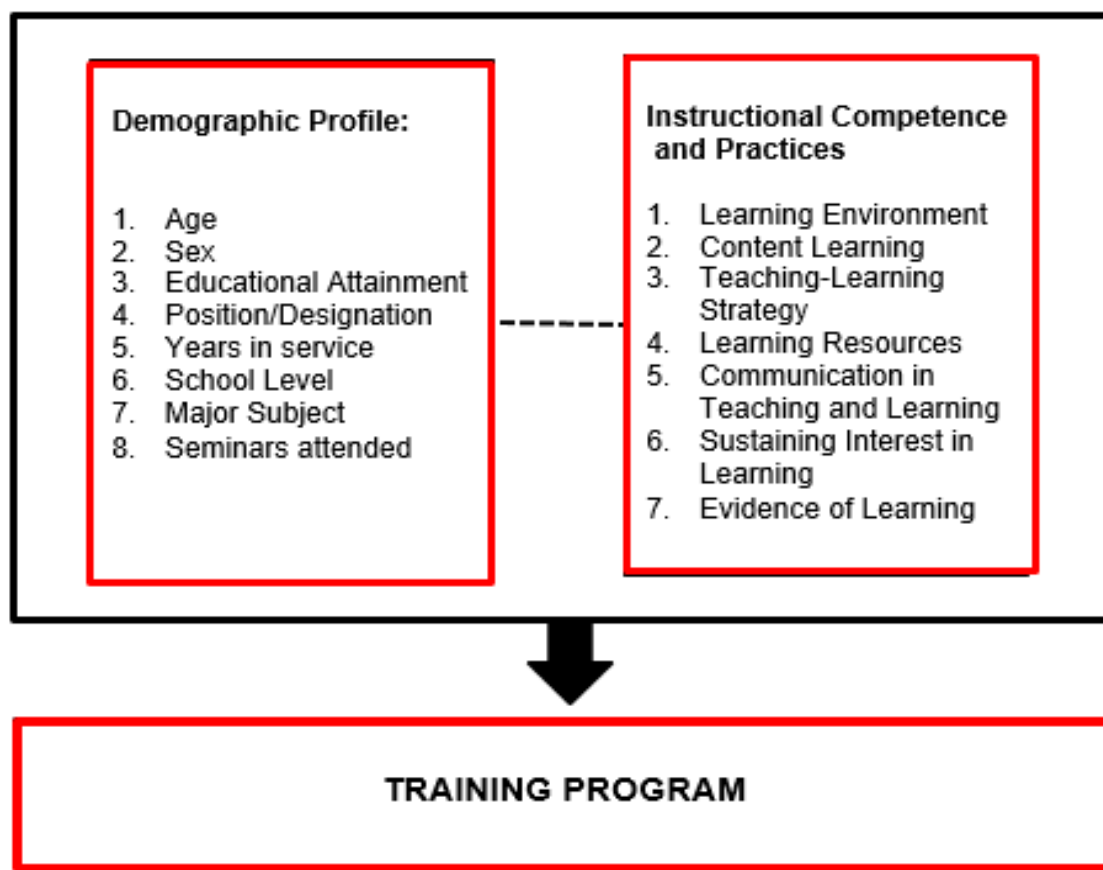 Demographic Profile:
1. Age
2. Sex
3. Educational Attainment
4. Position/Designation
5. Years in service
6. School Level
7. Major Subject
8. Seminars attended
Instructional Competence
and Practices
1. Learning Environment
2. Content Learning
3. Teaching-Learning
Strategy
4. Learning Resources
5. Communication in
Teaching and Learning
6. Sustaining Interest in
Learning
7. Evidence of Learning
TRAINING PROGRAM